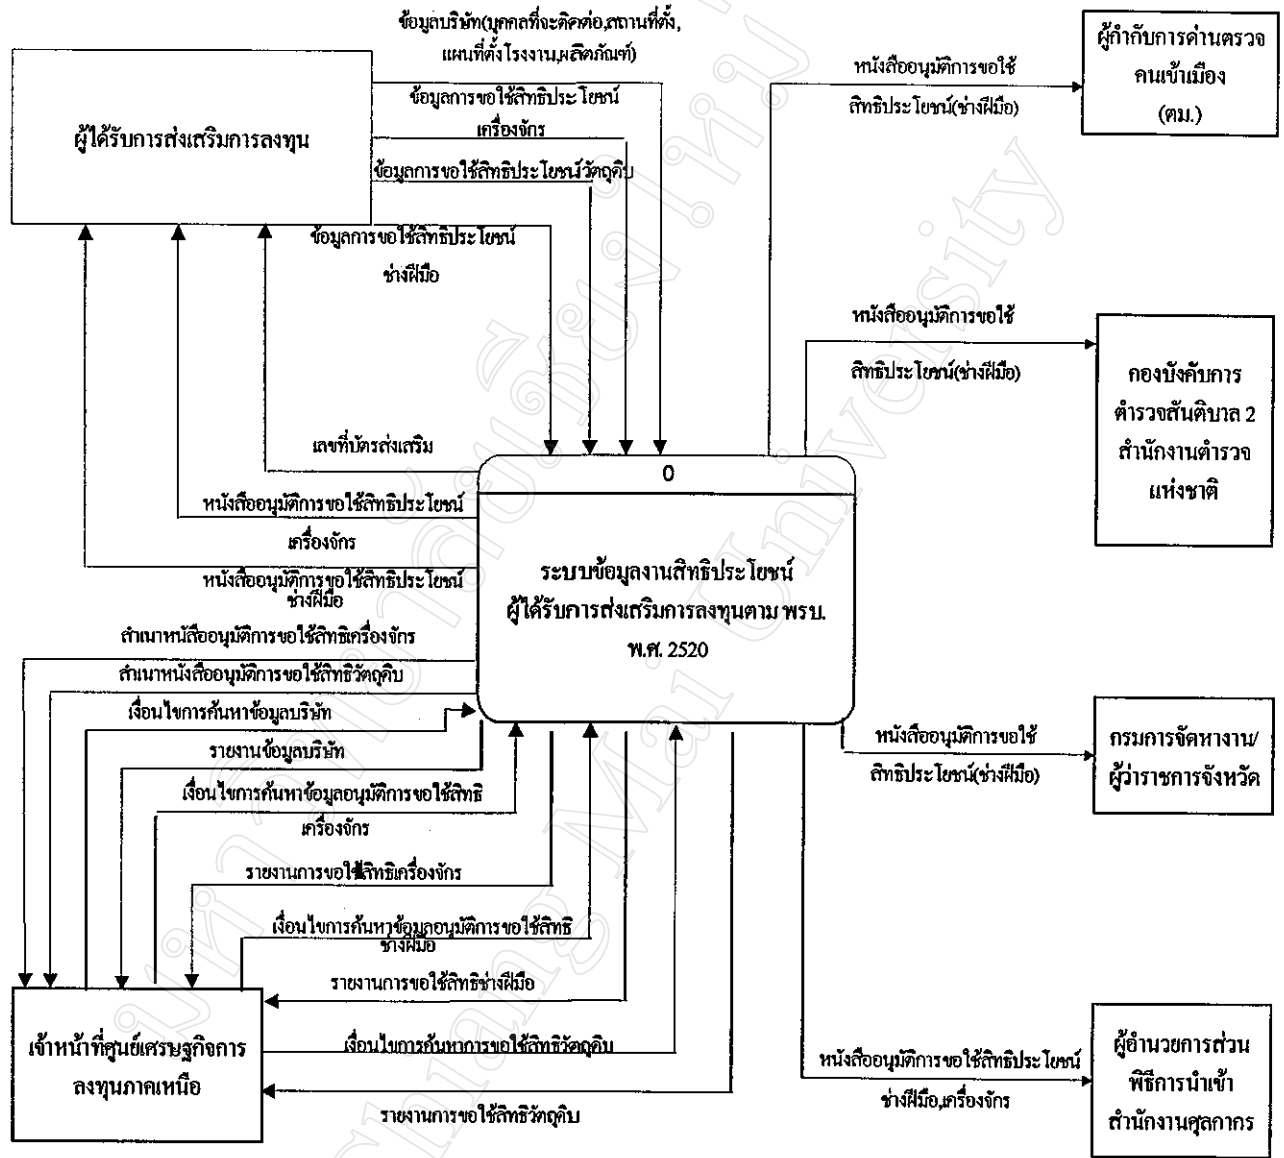 ข้อมูลบริษัท(บุคคลที่จะติดต่อ,สถานที่ตั้ง,
แผนที่ตั้งโรงงาน,ผลิตภัณฑ์)
ผู้ได้รับการส่งเสริมการลงทุน
ข้อมูลการขอใช้สิทธิประโยชน์
เครื่องจักร
ข้อมูลการขอใช้สิทธิประโยชน์วัตถุดิบ
ข้อมูลการขอใช้สิทธิประโยชน์
ช่างฝีมือ
หนังสืออนุมัติการขอใช้
สิทธิประโยชน์(ช่างฝีมือ)
ผู้กำกับการด่านตรวจ
คนเข้าเมือง
(ตม.)
หนังสืออนุมัติการขอใช้
สิทธิประโยชน์(ช่างฝีมือ)
กองบังคับการ
ตำรวจสันติบาล 2
สำนักงานตำรวจ
แห่งชาติ
เลขที่บัตรส่งเสริม
หนังสืออนุมัติการขอใช้สิทธิประโยชน์
เครื่องจักร
หนังสืออนุมัติการขอใช้สิทธิประโยชน์
ช่างฝีมือ
0
ระบบข้อมูลงานสิทธิประโยชน์
ผู้ได้รับการส่งเสริมการลงทุนตาม พรบ.
พ.ศ. 2520
สำเนาหนังสืออนุมัติการขอใช้สิทธิเครื่องจักร
สำเนาหนังสืออนุมัติการขอใช้สิทธิวัตถุดิบ
เงื่อนไขการค้นหาข้อมูลบริษัท
รายงานข้อมูลบริษัท
เงื่อนไขการค้นหาข้อมูลอนุมัติการขอใช้สิทธิ
เครื่องจักร
รายงานการขอใช้สิทธิเครื่องจักร
เงื่อนไขการค้นหาข้อมูลอนุมัติการขอใช้สิทธิ
ช่างฝีมือ
รายงานการขอใช้สิทธิช่างฝีมือ
เงื่อนไขการค้นหาการขอใช้สิทธิวัตถุดิบ
รายงานการขอใช้สิทธิวัตถุดิบ
เจ้าหน้าที่ศูนย์เศรษฐกิจการ
ลงทุนภาคเหนือ
หนังสืออนุมัติการขอใช้
สิทธิประโยชน์(ช่างฝีมือ)
กรมการจัดหางาน/
ผู้ว่าราชการจังหวัด
หนังสืออนุมัติการขอใช้สิทธิประโยชน์
ช่างฝีมือ,เครื่องจักร
ผู้อำนวยการส่วน
พิธีการนำเข้า
สำนักงานศุลกากร
มหาวิทยาลัยเชียงใหม่
Chiang Mai University